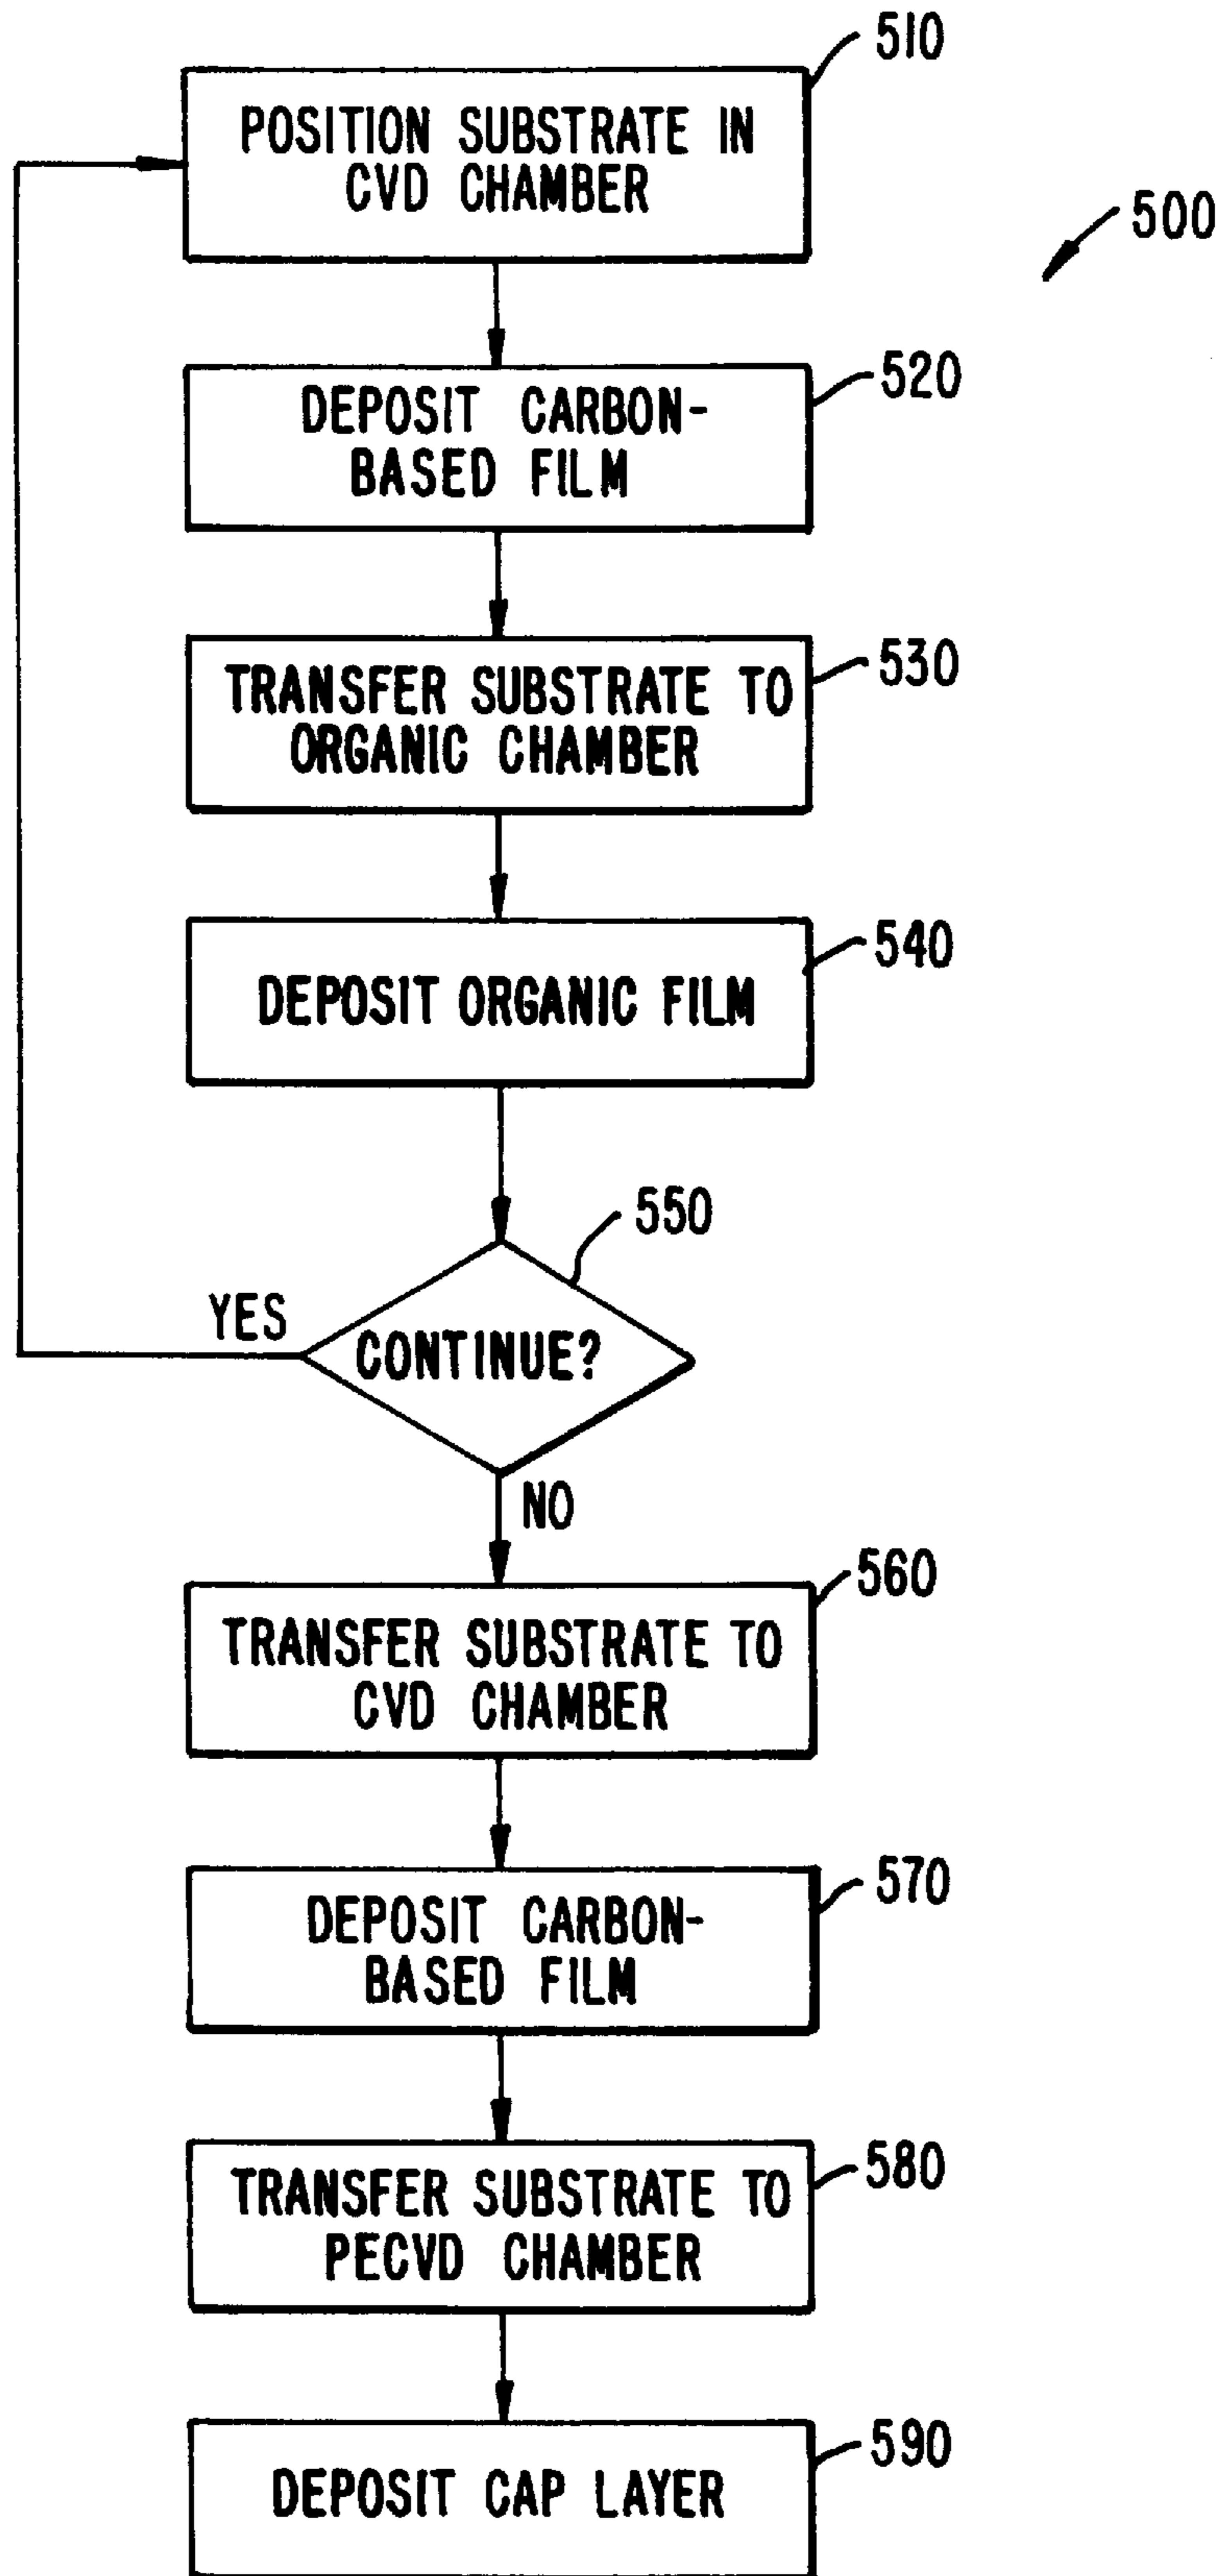 510
POSITION SUBSTRATE IN
CVD CHAMBER
500
520
DEPOSIT CARBON-
BASED FILM
530
TRANSFER SUBSTRATE TO
ORGANIC CHAMBER
540
DEPOSIT ORGANIC FILM
550
YES
CONTINUE?
NO
560
TRANSFER SUBSTRATE TO
CVD CHAMBER
570
DEPOSIT CARBON-
BASED FILM
580
TRANSFER SUBSTRATE TO
PECVD CHAMBER
590
DEPOSIT CAP LAYER